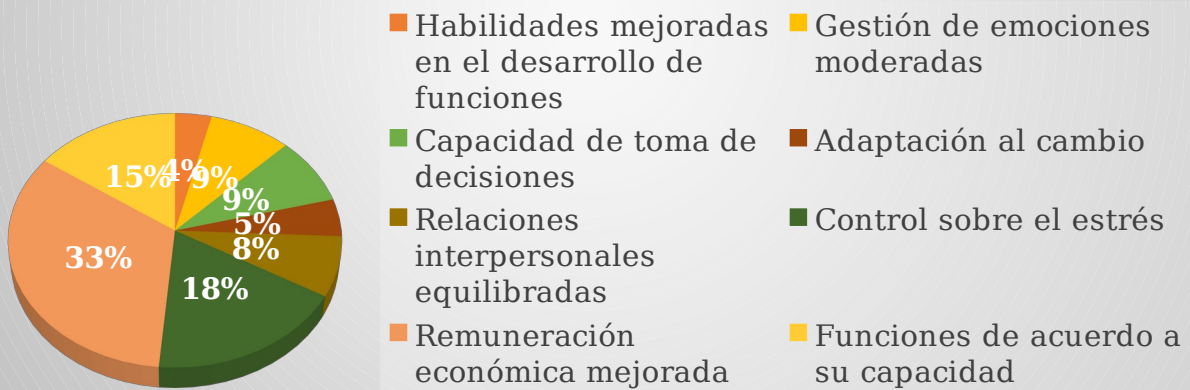 Habilidades mejoradas
en el desarrollo de
funciones
Gestión de emociones
moderadas
Capacidad de toma de
decisiones
Adaptación al cambio
Relaciones
interpersonales
equilibradas
Control sobre el estrés
Remuneración
económica mejorada
Funciones de acuerdo a
su capacidad
15%
4%
9%
9%
5%
8%
18%
33%